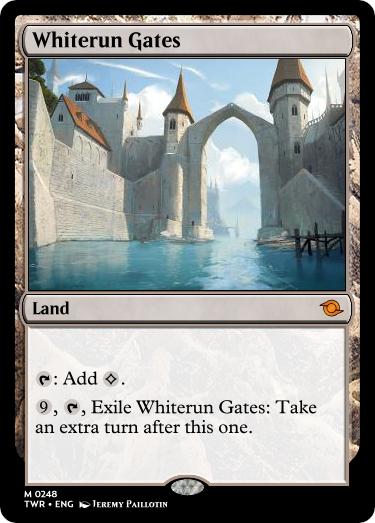 Whiterun Gates
Land
: Add .
9, , Exile Whiterun Gates: Take
an extra turn after this one.
M 0248
TWR • ENG Jeremy Paillotin